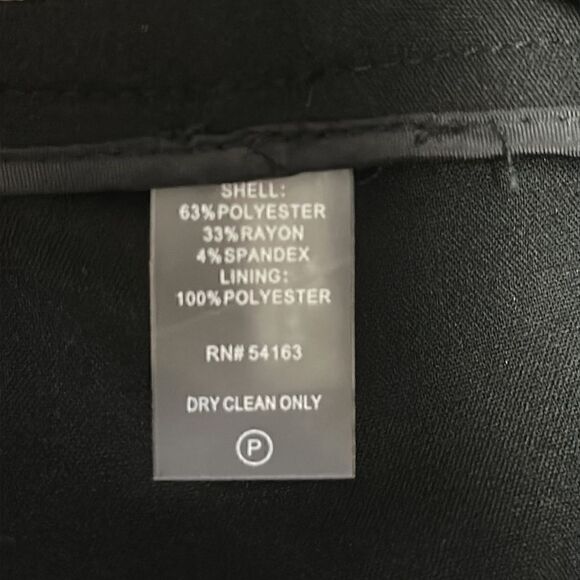 SHELL:
63% POLYESTER
33% RAYON
4% SPANDEX
LINING:
100% POLYESTER
RN# 54163
DRY CLEAN ONLY
P